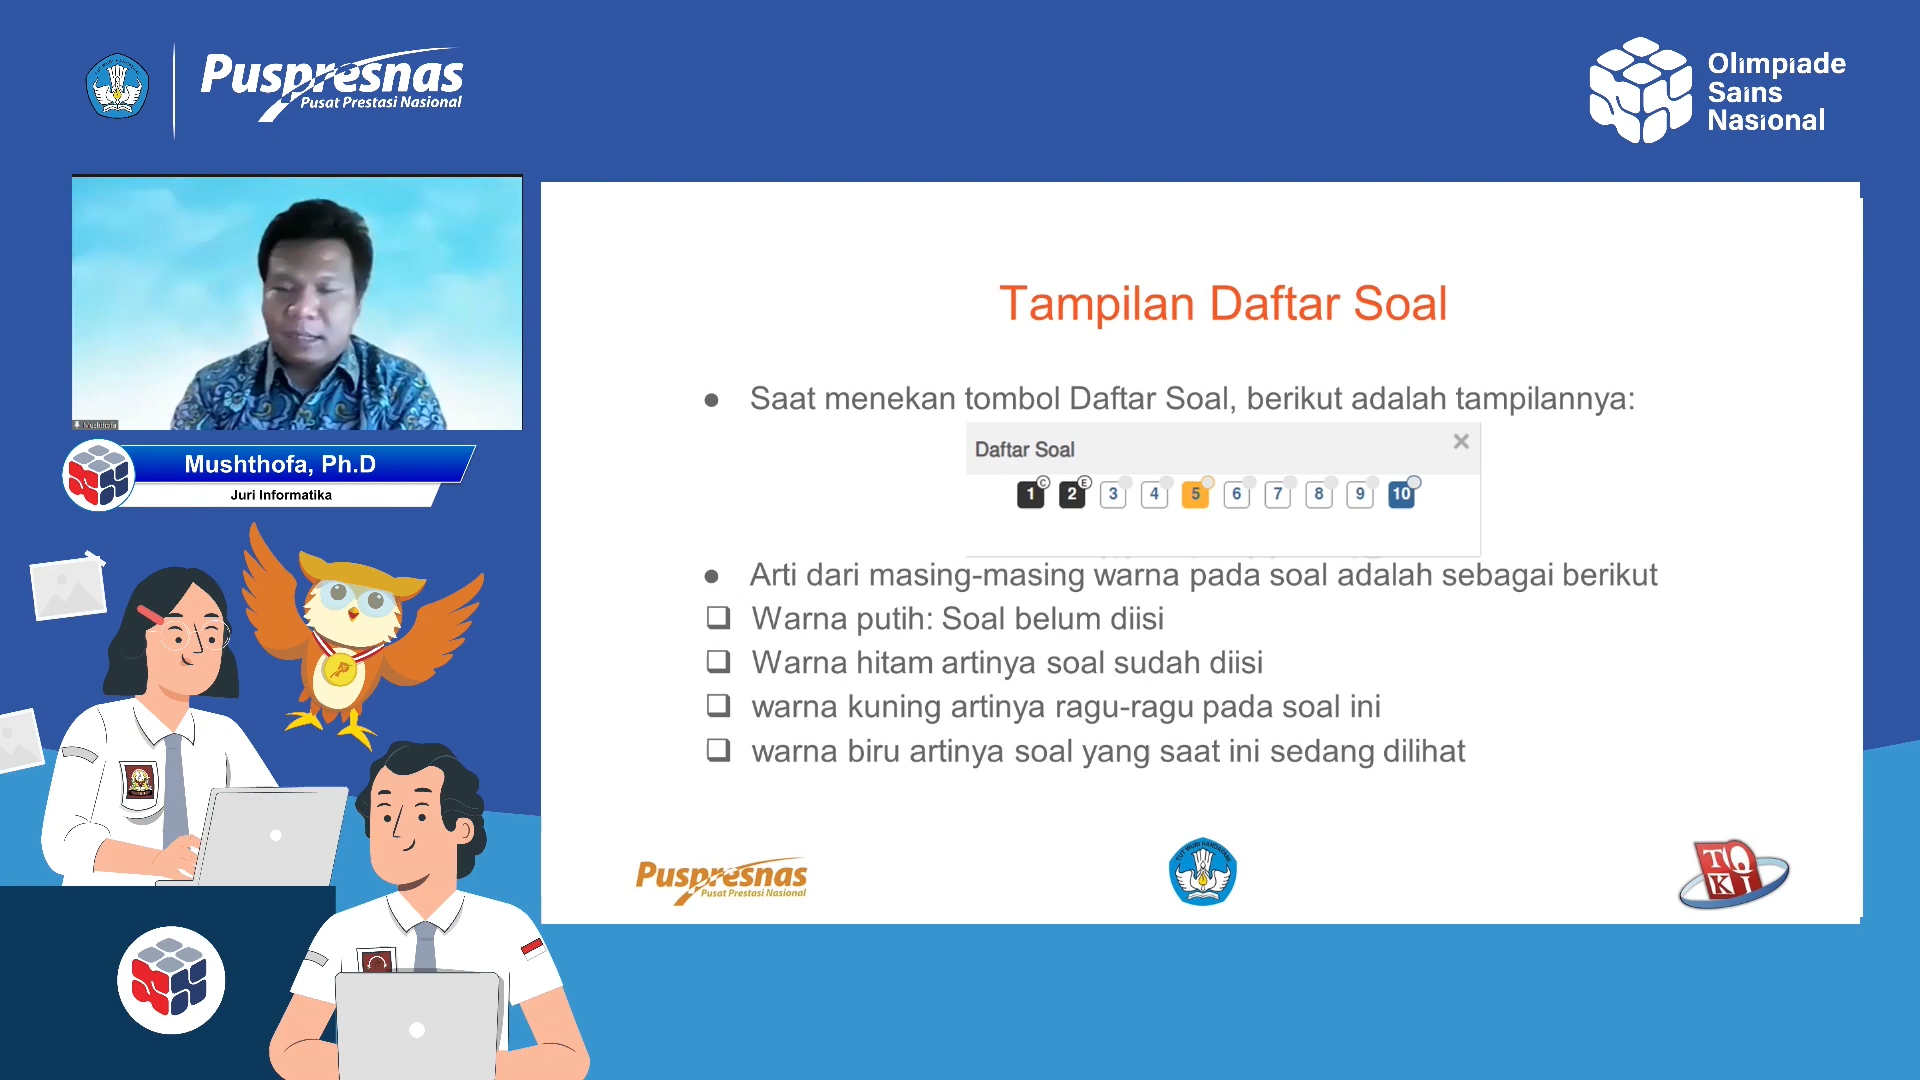 Puspresnas
Pusat Prestasi Nasional
Olimpiade
Sains
Nasional
Mushthofa
Mushthofa, Ph.D
Juri Informatika
Tampilan Daftar Soal
● Saat menekan tombol Daftar Soal, berikut adalah tampilannya:
Daftar Soal ×
C E
1 2 3 4 5 6 7 8 9 10
● Arti dari masing-masing warna pada soal adalah sebagai berikut
❑ Warna putih: Soal belum diisi
❑ Warna hitam artinya soal sudah diisi
❑ warna kuning artinya ragu-ragu pada soal ini
❑ warna biru artinya soal yang saat ini sedang dilihat
Puspresnas
Pusat Prestasi Nasional
TUT WURI HANDAYANI
TOKI